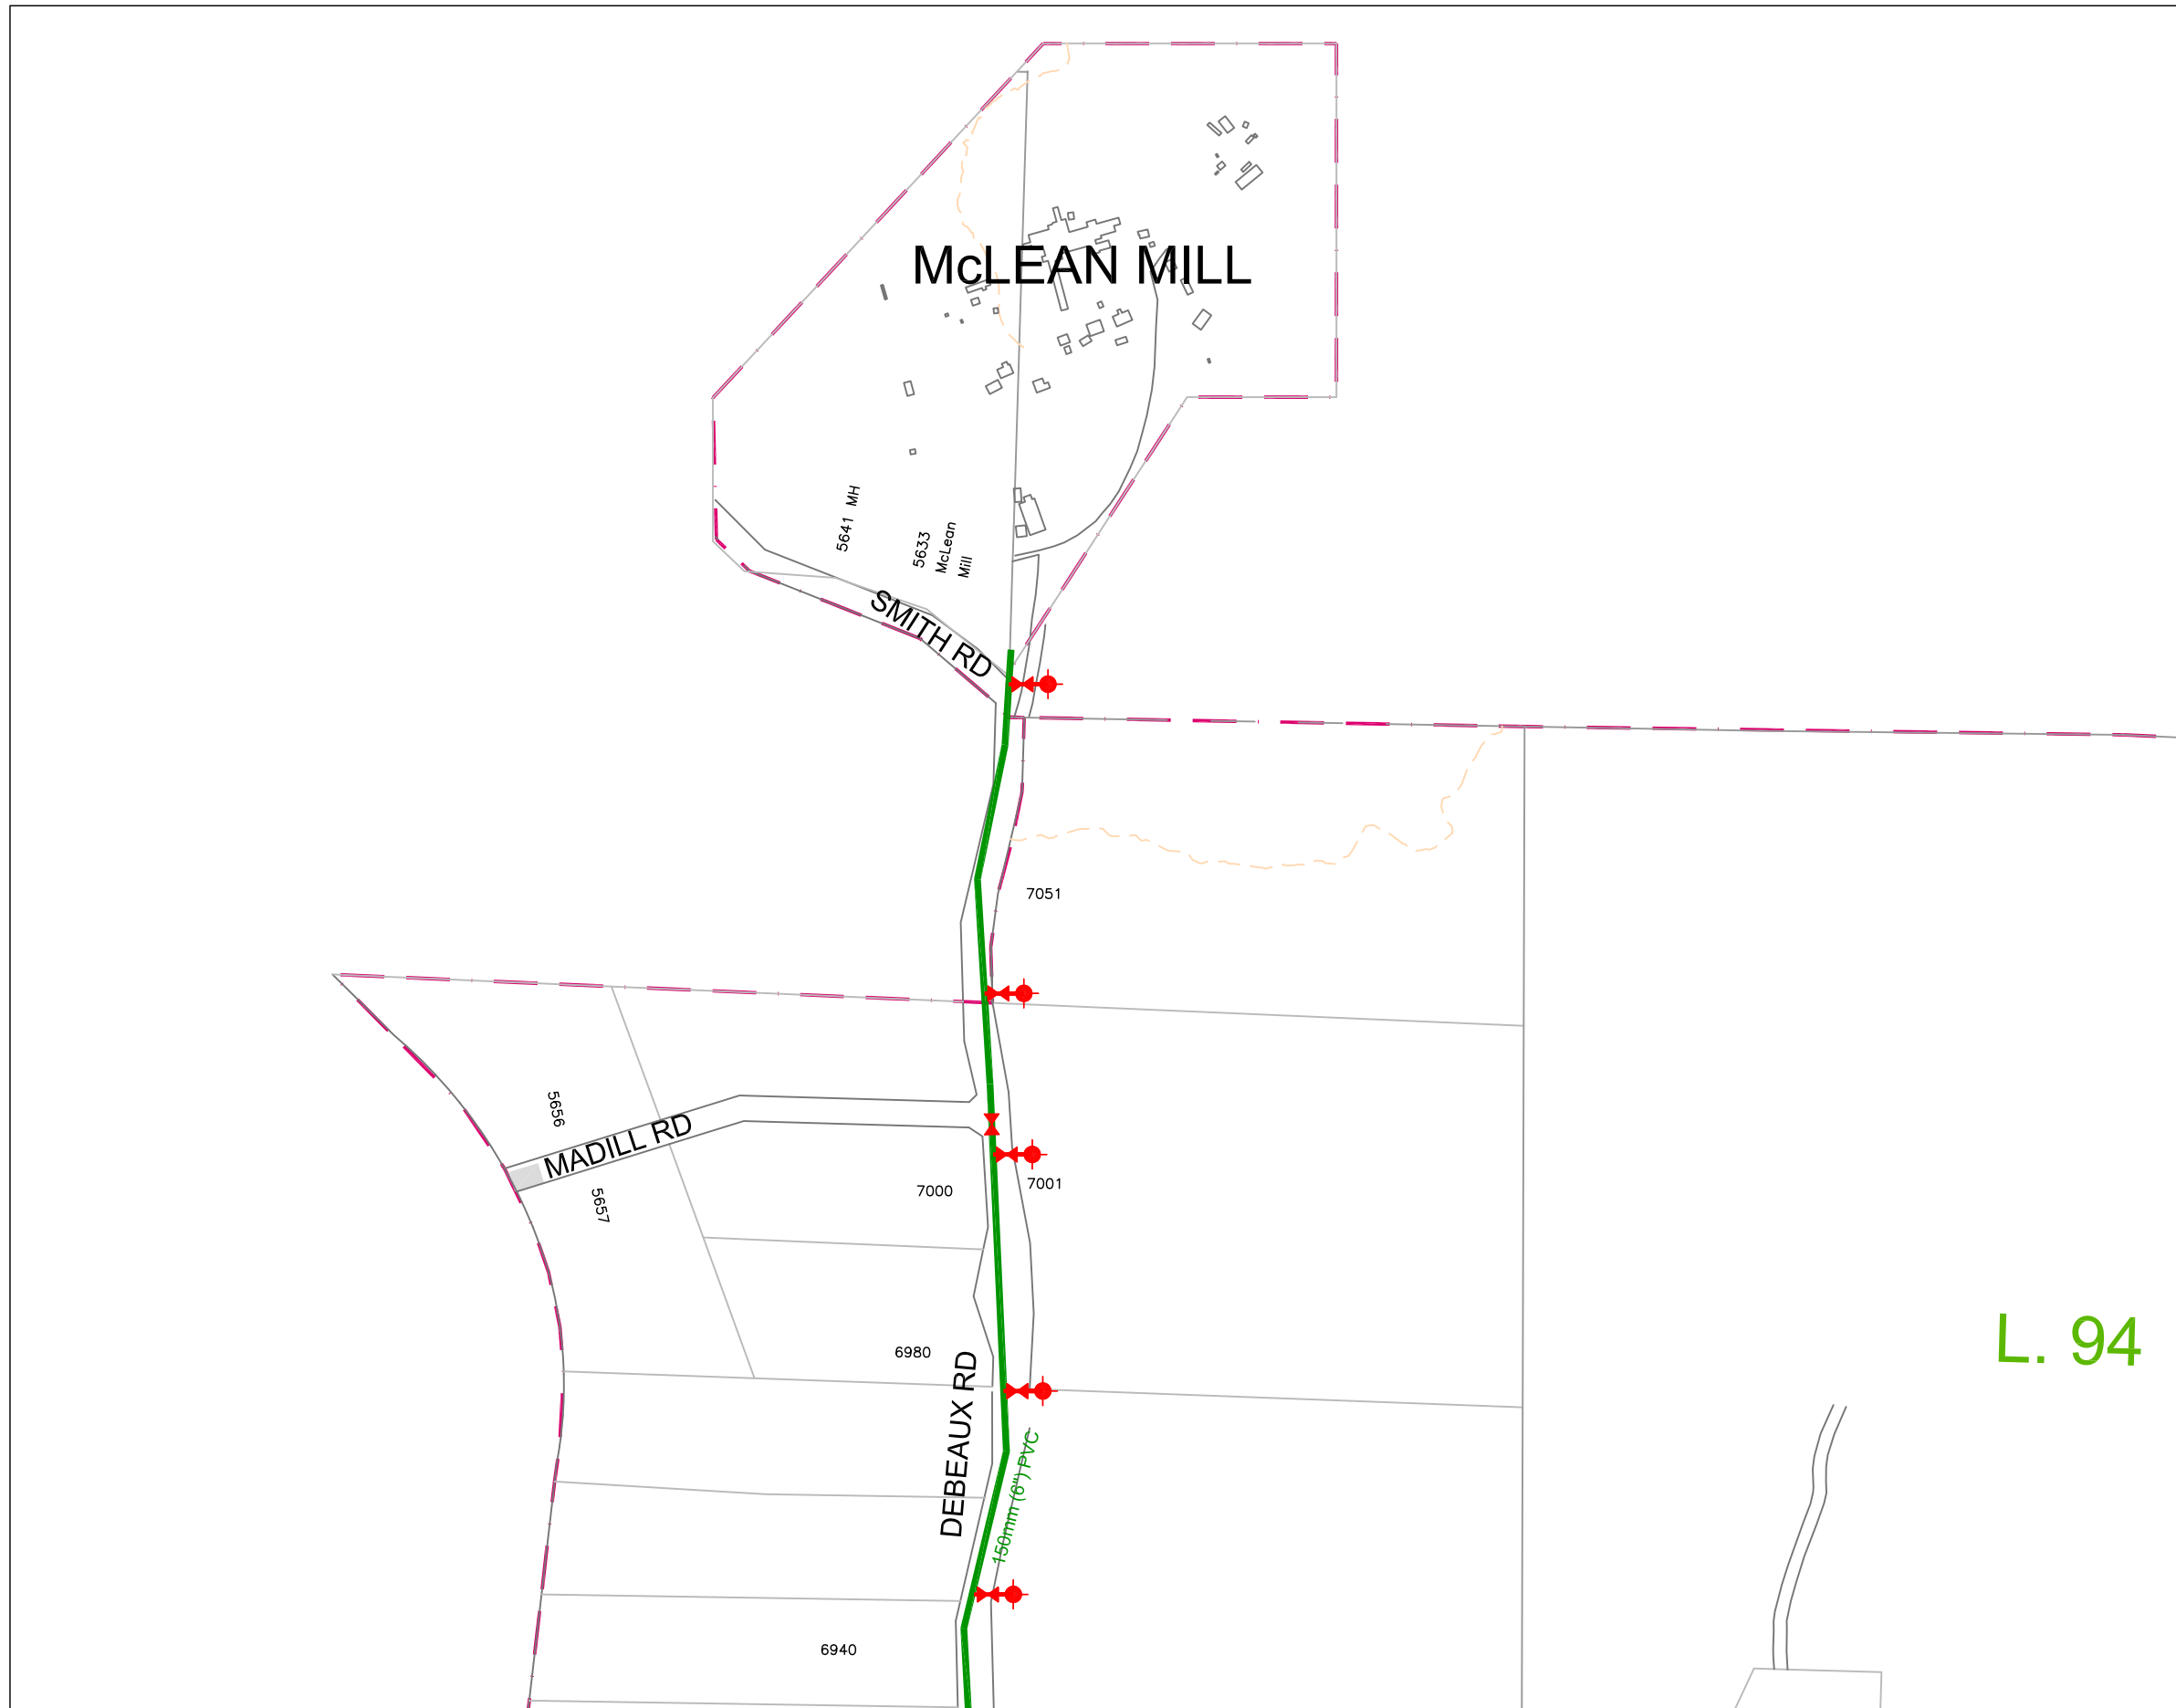 McLEAN MILL
5641 MH
5633
McLean
Mill
SMITH RD
7051
5656
MADILL RD
5657
7000
7001
L. 94
6980
DEBEAUX RD
150mm (6") PVC
6940